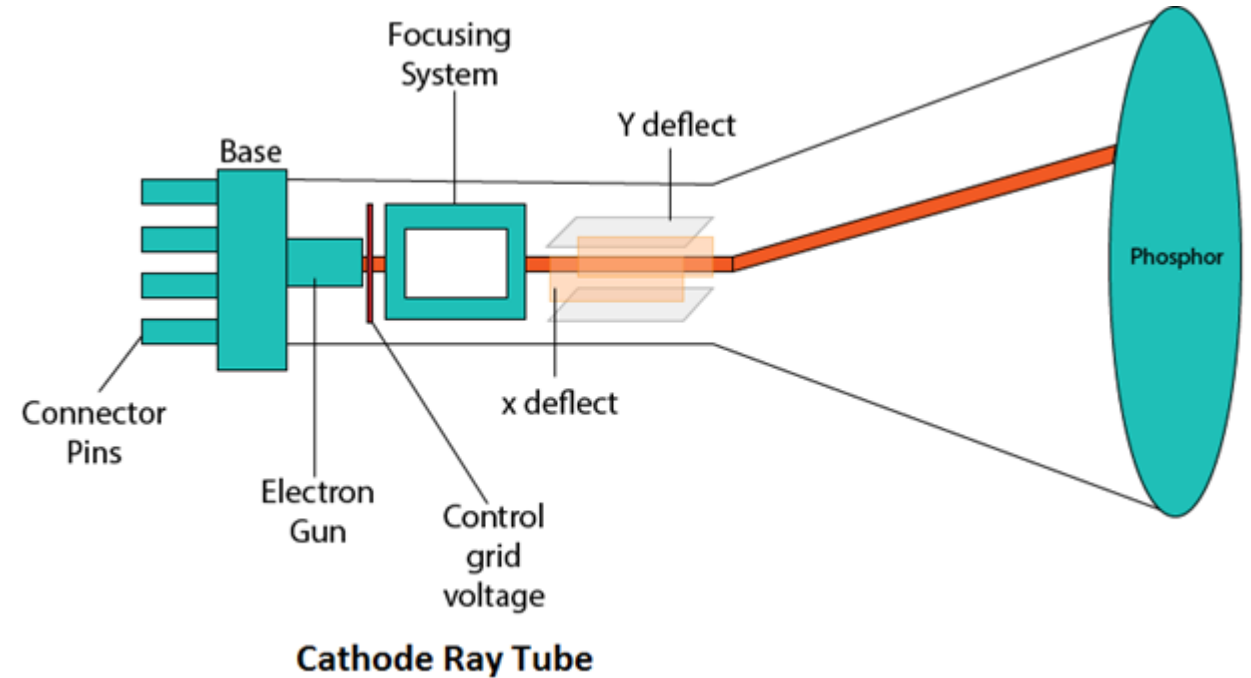 Focusing
System
Y deflect
Base
Phosphor
x deflect
Connector
Pins
Electron
Gun
Control
grid
voltage
Cathode Ray Tube